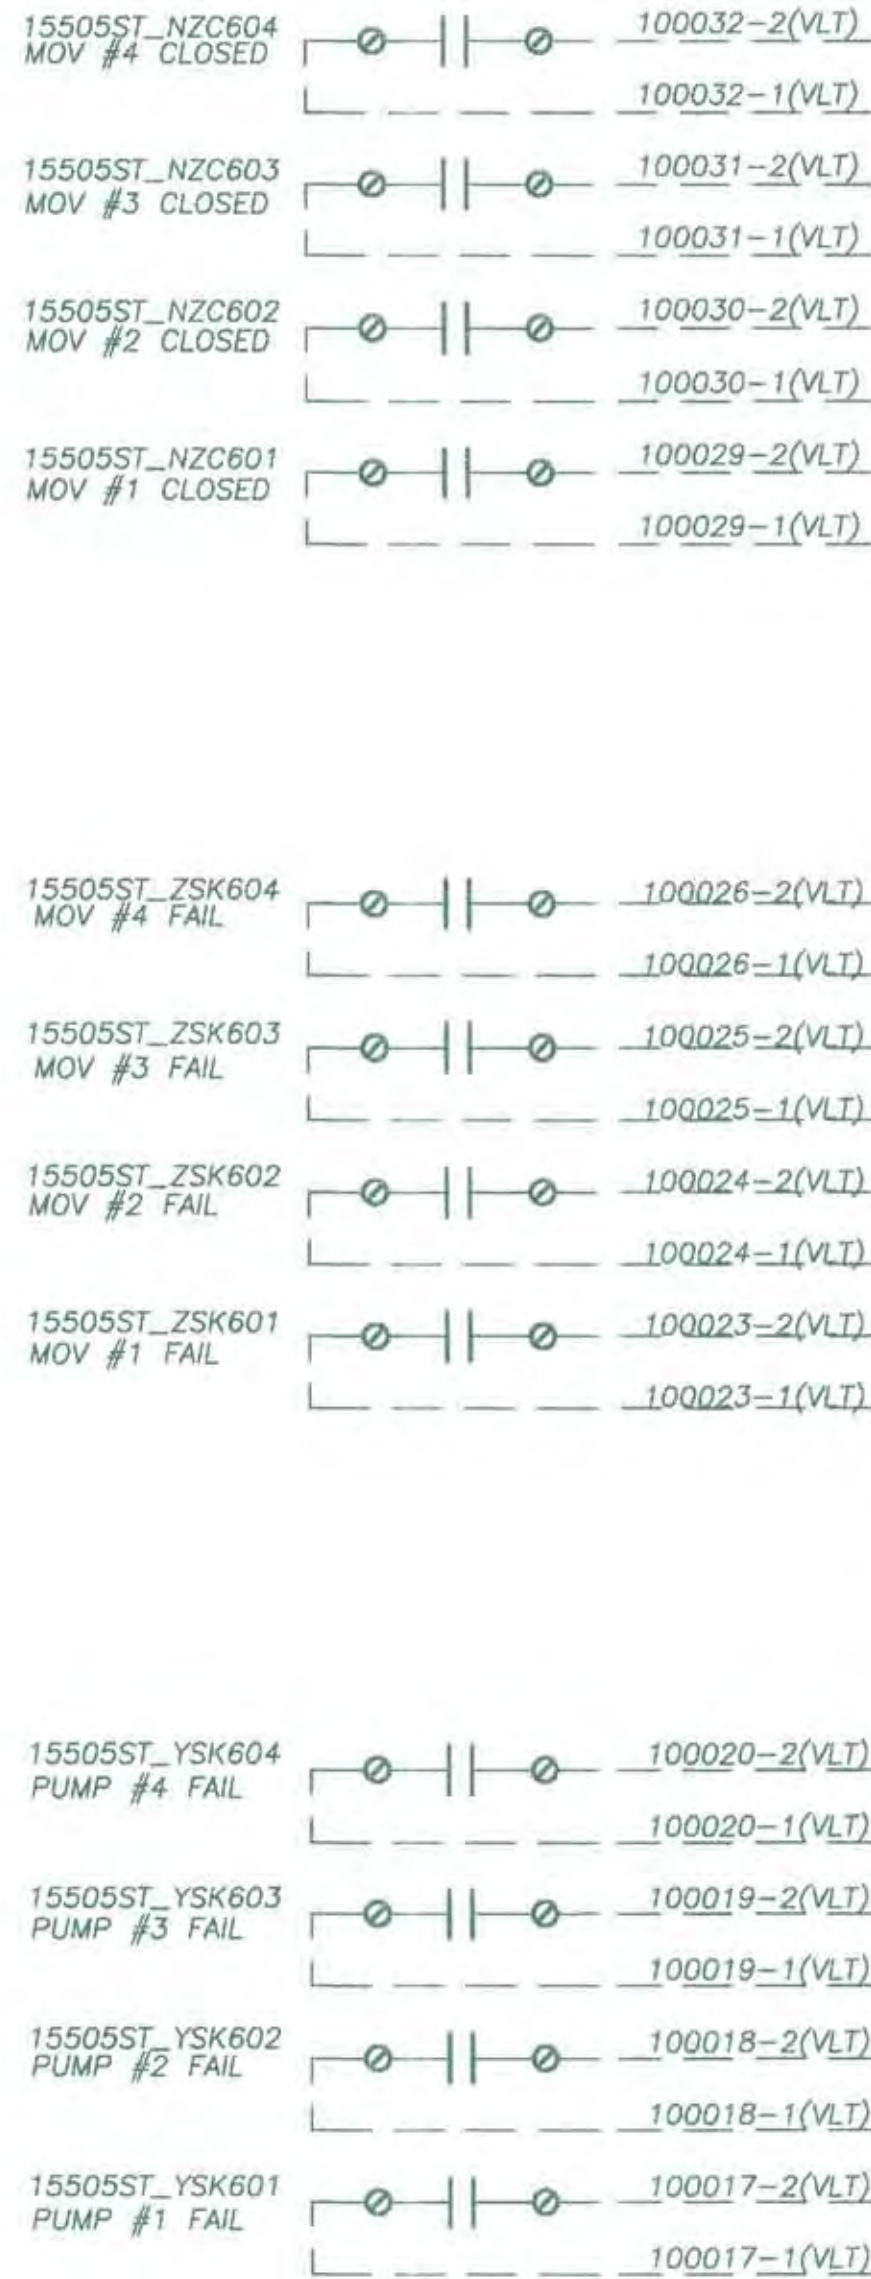 15505ST_NZC604
MOV #4 CLOSED
100032-2(VLT)
100032-1(VLT)
15505ST_NZC603
MOV #3 CLOSED
100031-2(VLT)
100031-1(VLT)
15505ST_NZC602
MOV #2 CLOSED
100030-2(VLT)
100030-1(VLT)
15505ST_NZC601
MOV #1 CLOSED
100029-2(VLT)
100029-1(VLT)
15505ST_ZSK604
MOV #4 FAIL
100026-2(VLT)
100026-1(VLT)
15505ST_ZSK603
MOV #3 FAIL
100025-2(VLT)
100025-1(VLT)
15505ST_ZSK602
MOV #2 FAIL
100024-2(VLT)
100024-1(VLT)
15505ST_ZSK601
MOV #1 FAIL
100023-2(VLT)
100023-1(VLT)
15505ST_YSK604
PUMP #4 FAIL
100020-2(VLT)
100020-1(VLT)
15505ST_YSK603
PUMP #3 FAIL
100019-2(VLT)
100019-1(VLT)
15505ST_YSK602
PUMP #2 FAIL
100018-2(VLT)
100018-1(VLT)
15505ST_YSK601
PUMP #1 FAIL
100017-2(VLT)
100017-1(VLT)